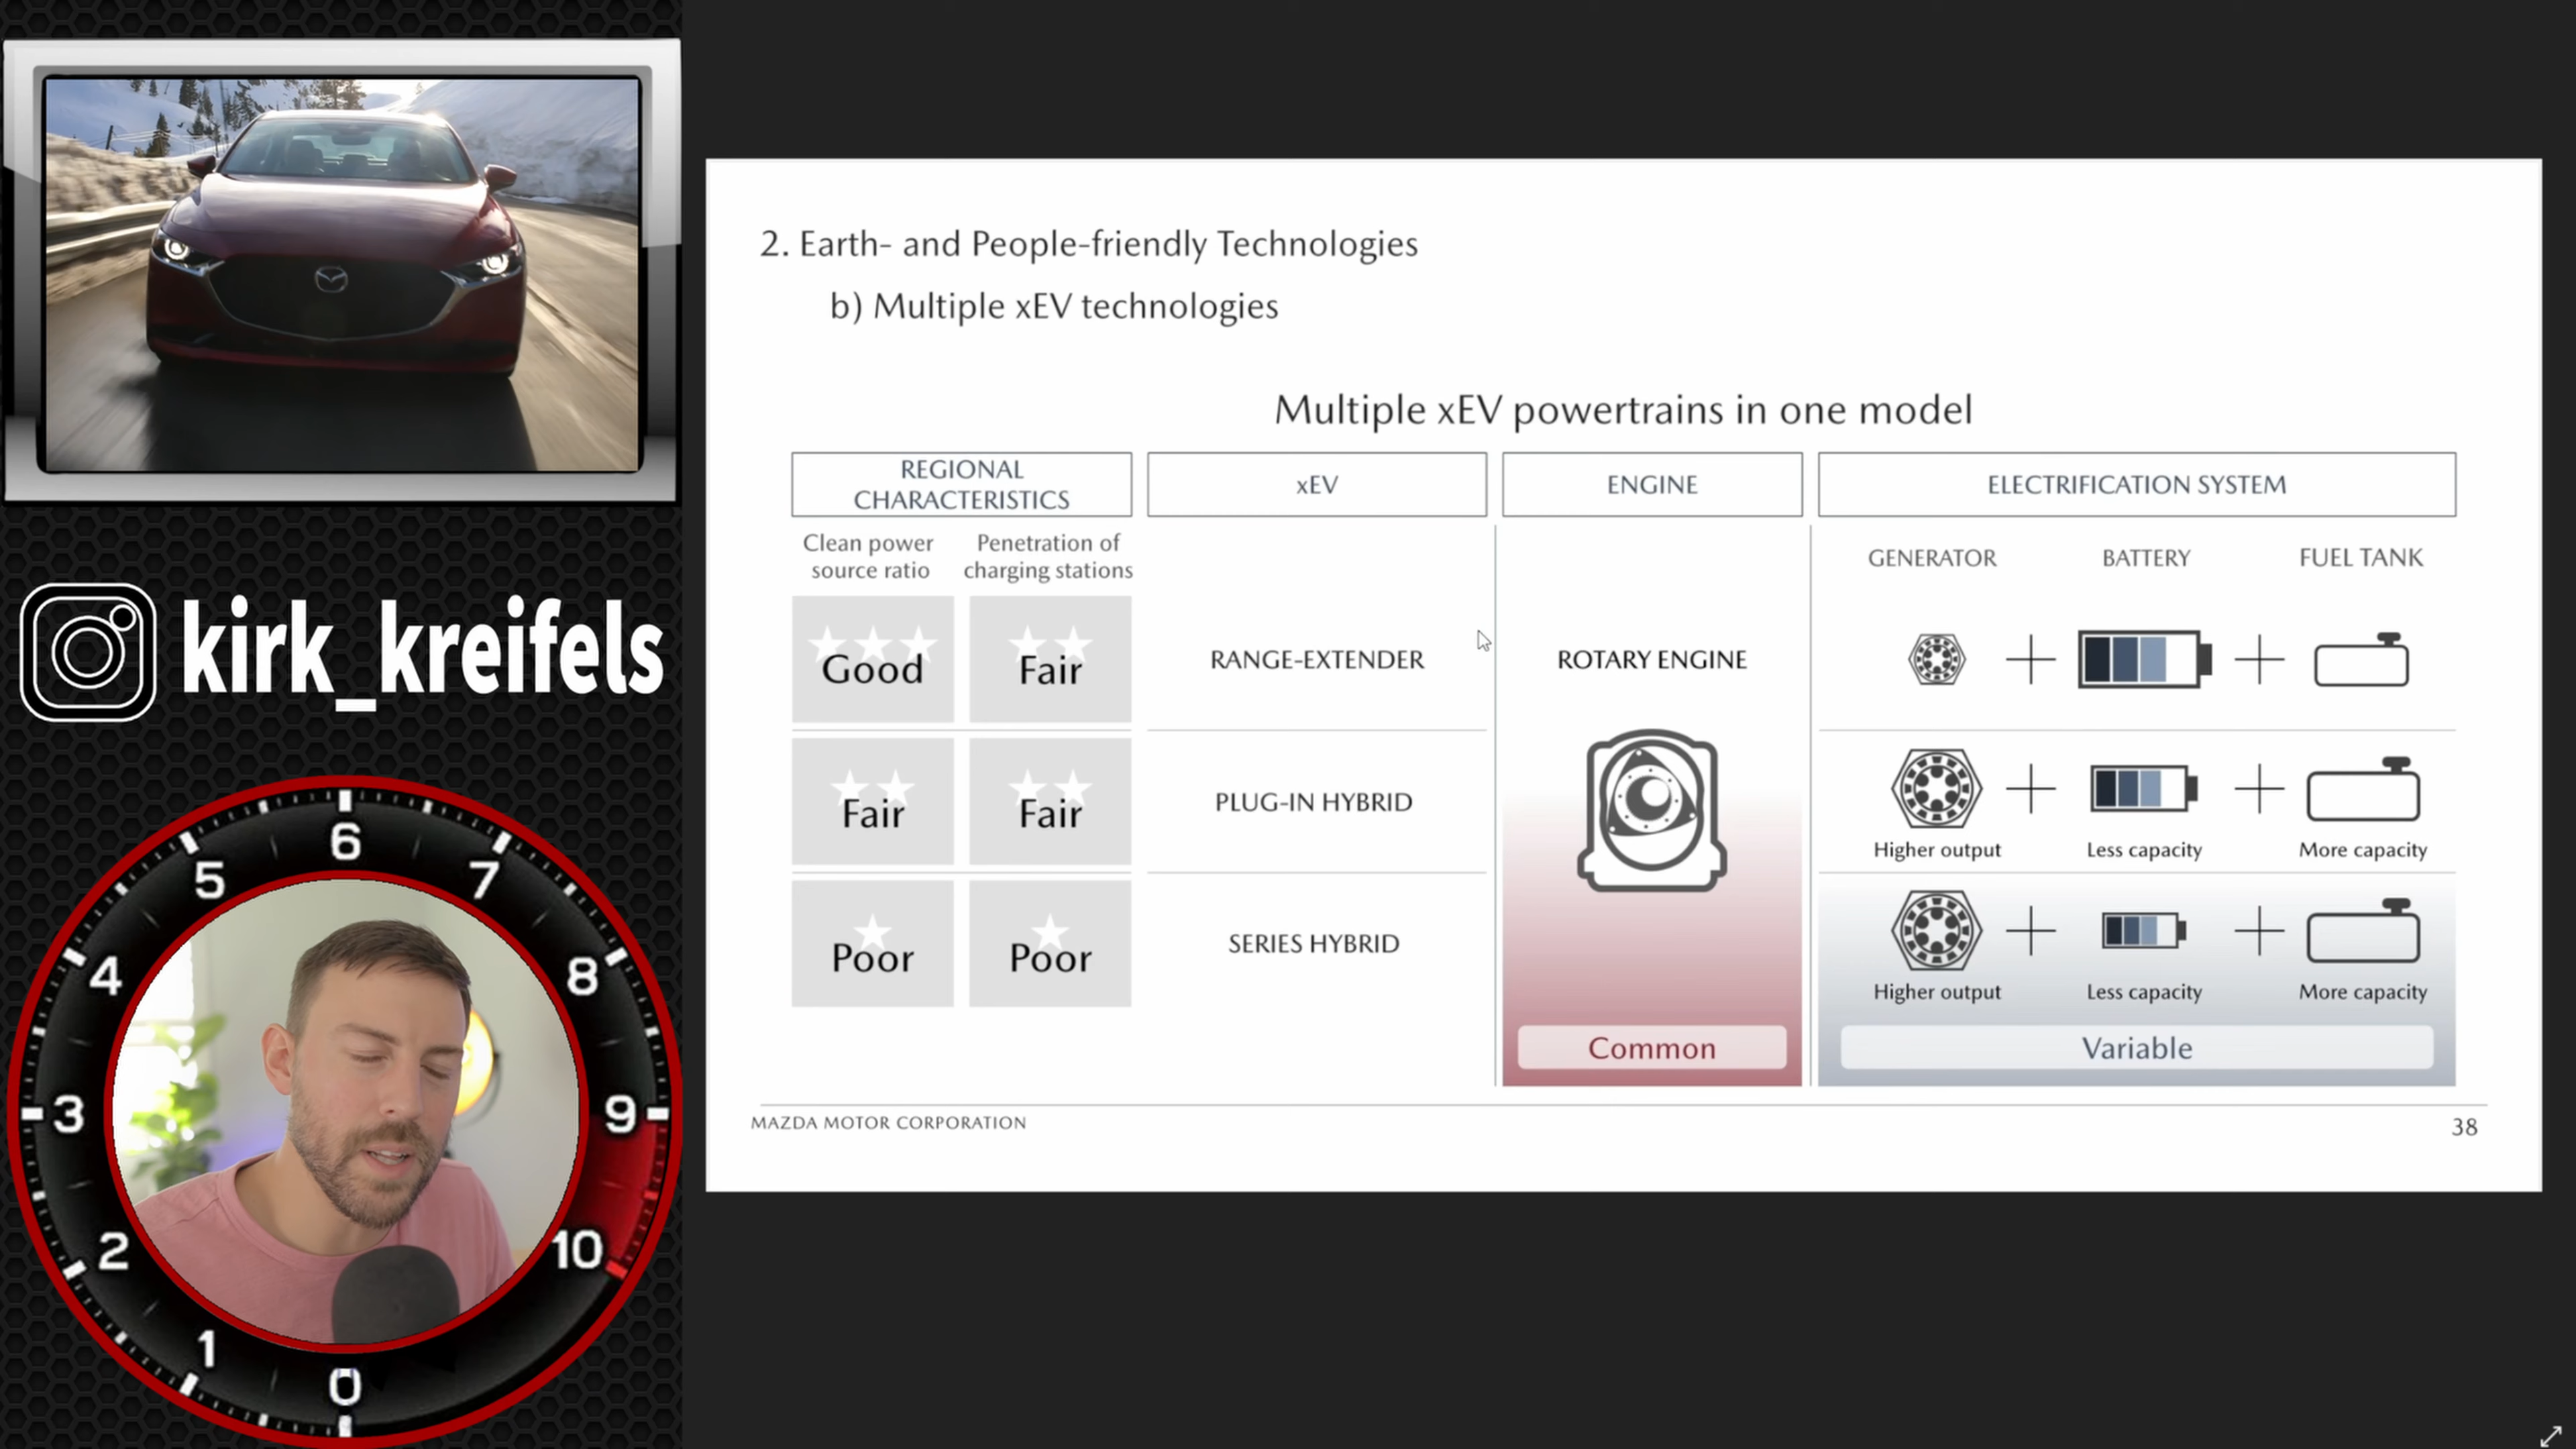 kirk_kreifels
6
5
7
4
8
3
9
2
10
1
0
2. Earth- and People-friendly Technologies
b) Multiple xEV technologies
Multiple xEV powertrains in one model
REGIONAL
CHARACTERISTICS
xEV
ENGINE
ELECTRIFICATION SYSTEM
Clean power
source ratio
Penetration of
charging stations
GENERATOR
BATTERY
FUEL TANK
Good
Fair
RANGE-EXTENDER
ROTARY ENGINE
Fair
Fair
PLUG-IN HYBRID
Higher output
Less capacity
More capacity
Poor
Poor
SERIES HYBRID
Higher output
Less capacity
More capacity
Common
Variable
MAZDA MOTOR CORPORATION
38